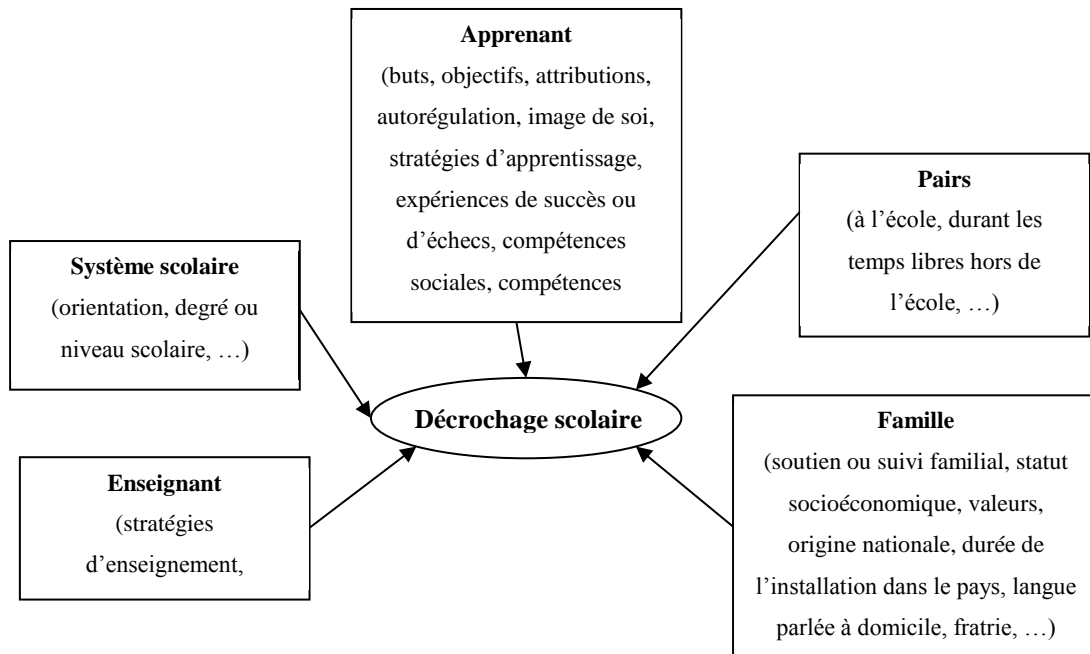 Apprenant
(buts, objectifs, attributions,
autorégulation, image de soi,
stratégies d’apprentissage,
expériences de succès ou
d’échecs, compétences
sociales, compétences
Pairs
(à l’école, durant les
temps libres hors de
l’école, …)
Système scolaire
(orientation, degré ou
niveau scolaire, …)
Décrochage scolaire
Enseignant
(stratégies
d’enseignement,
Famille
(soutien ou suivi familial, statut
socioéconomique, valeurs,
origine nationale, durée de
l’installation dans le pays, langue
parlée à domicile, fratrie, …)